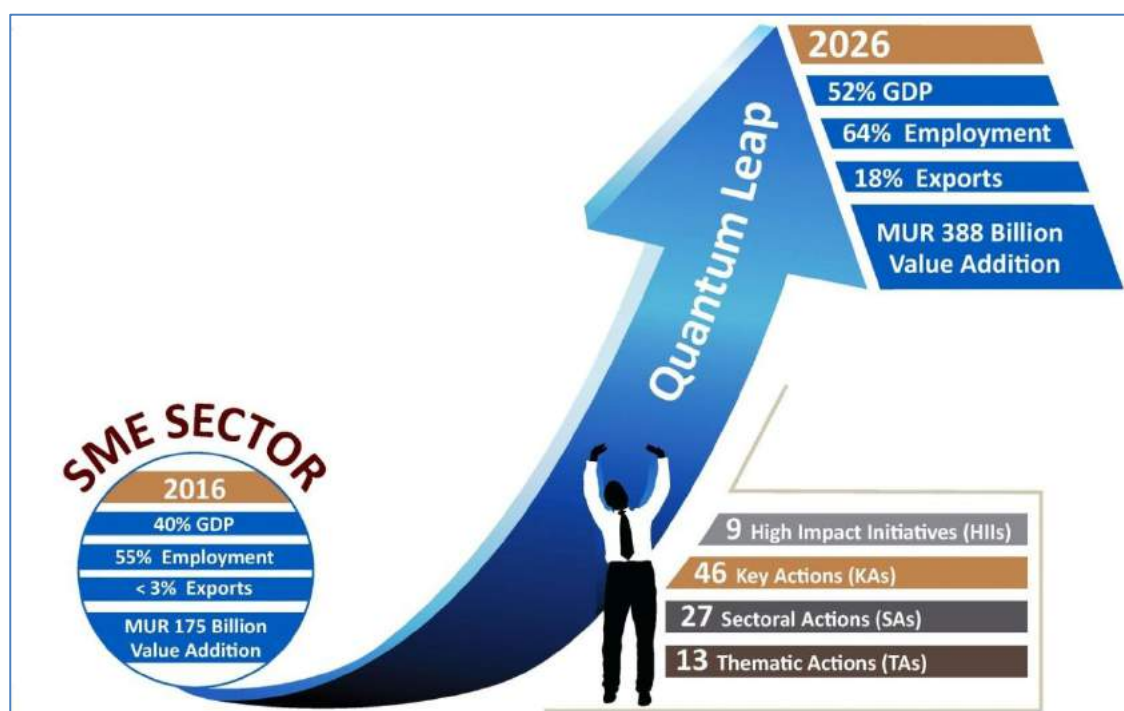 SME SECTOR
2016
40% GDP
55% Employment
< 3% Exports
MUR 175 Billion
Value Addition
Quantum Leap
2026
52% GDP
64% Employment
18% Exports
MUR 388 Billion
Value Addition
9 High Impact Initiatives (HIIs)
46 Key Actions (KAs)
27 Sectoral Actions (SAs)
13 Thematic Actions (TAs)